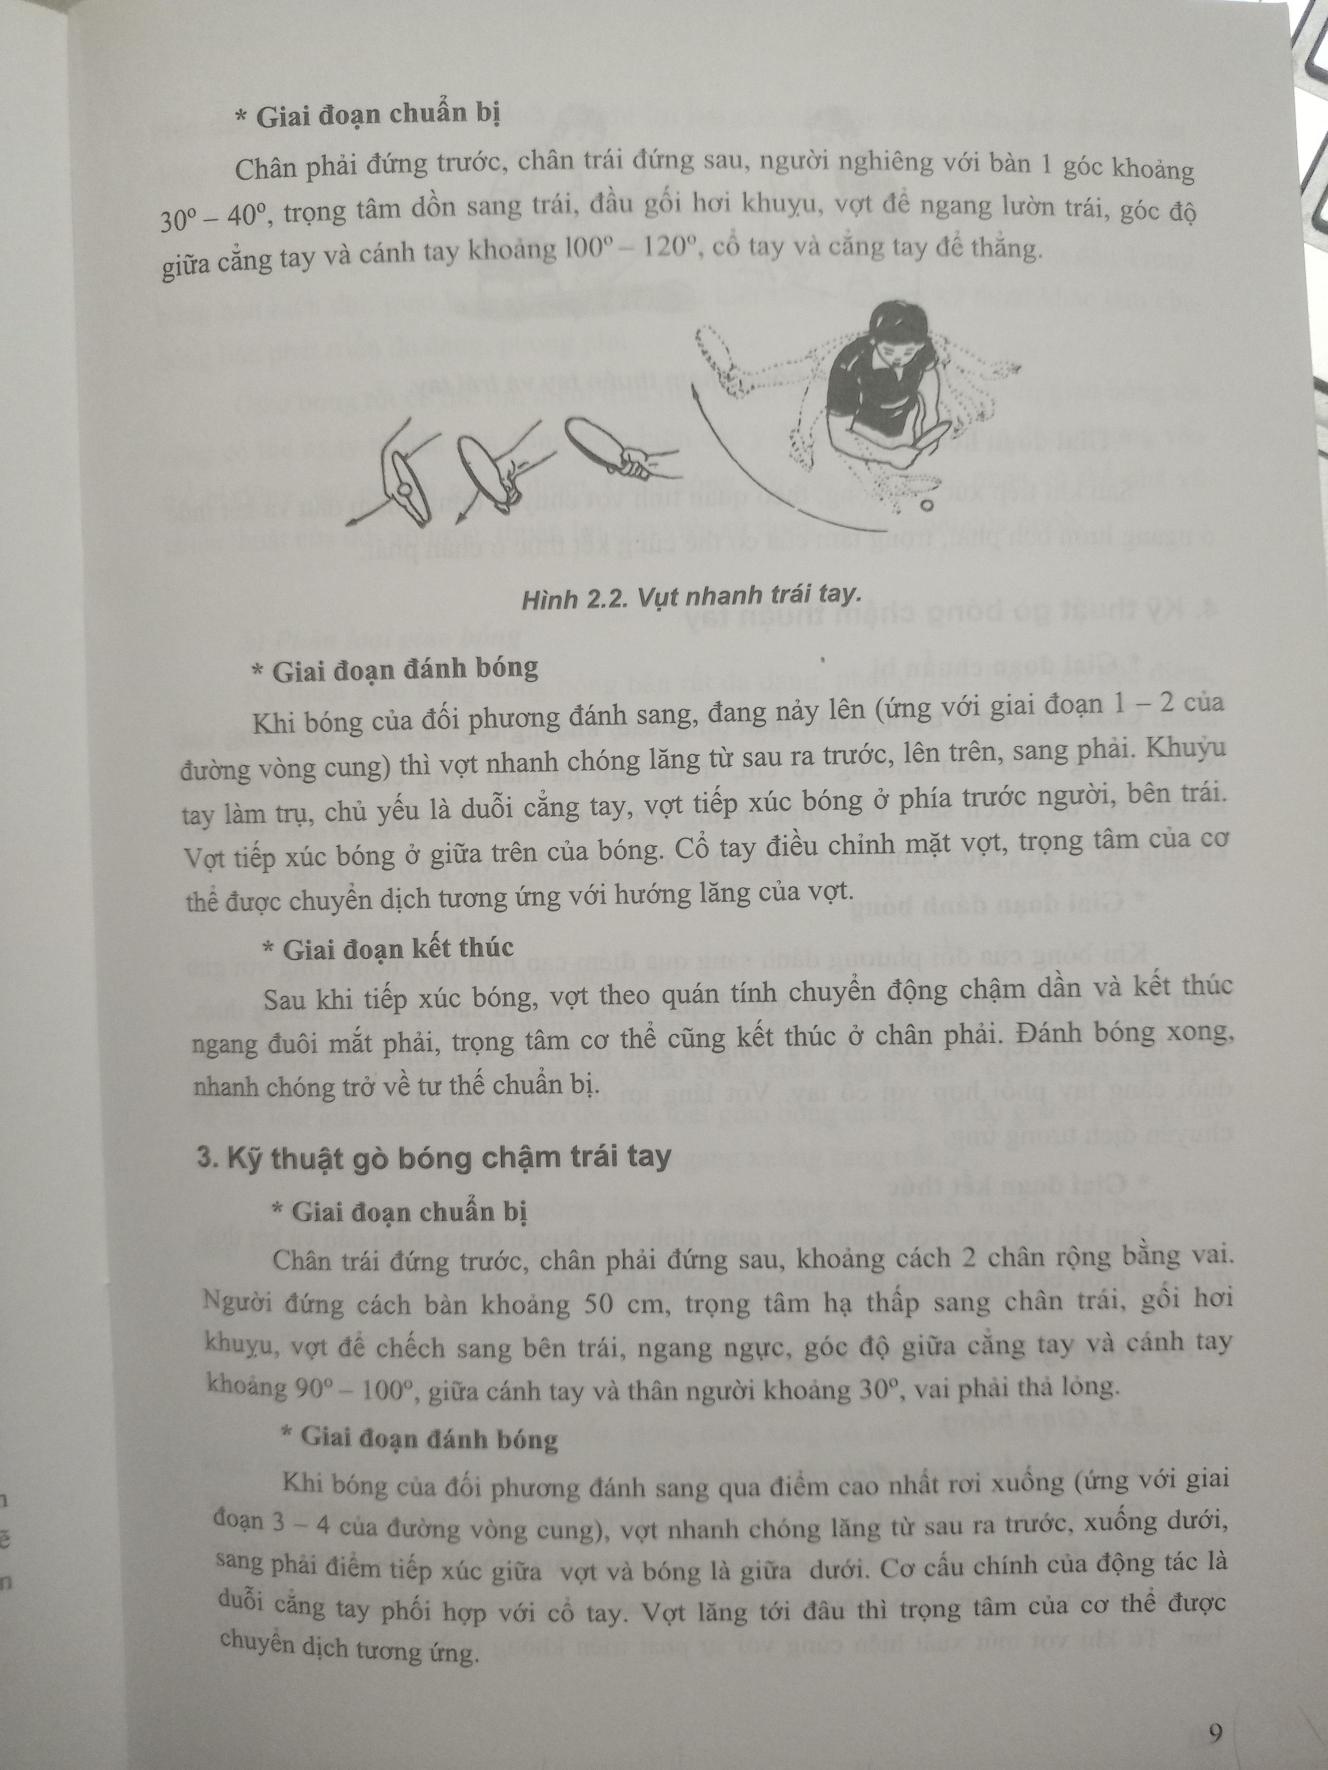 * Giai đoạn chuẩn bị
Chân phải đứng trước, chân trái đứng sau, người nghiêng với bàn 1 góc khoảng
30º – 40º, trọng tâm dồn sang trái, đầu gối hơi khuỵu, vợt để ngang lườn trái, góc độ
giữa cẳng tay và cánh tay khoảng 100º – 120º, cổ tay và cẳng tay để thẳng.
Hình 2.2. Vụt nhanh trái tay.
* Giai đoạn đánh bóng
Khi bóng của đối phương đánh sang, đang nảy lên (ứng với giai đoạn 1 – 2 của
đường vòng cung) thì vợt nhanh chóng lăng từ sau ra trước, lên trên, sang phải. Khuỷu
tay làm trụ, chủ yếu là duỗi cẳng tay, vợt tiếp xúc bóng ở phía trước người, bên trái.
Vợt tiếp xúc bóng ở giữa trên của bóng. Cổ tay điều chỉnh mặt vợt, trọng tâm của cơ
thể được chuyển dịch tương ứng với hướng lăng của vợt.
* Giai đoạn kết thúc
Sau khi tiếp xúc bóng, vợt theo quán tính chuyển động chậm dần và kết thúc
ngang đuôi mắt phải, trọng tâm cơ thể cũng kết thúc ở chân phải. Đánh bóng xong,
nhanh chóng trở về tư thế chuẩn bị.
3. Kỹ thuật gò bóng chậm trái tay
* Giai đoạn chuẩn bị
Chân trái đứng trước, chân phải đứng sau, khoảng cách 2 chân rộng bằng vai.
Người đứng cách bàn khoảng 50 cm, trọng tâm hạ thấp sang chân trái, gối hơi
khuỵu, vợt để chếch sang bên trái, ngang ngực, góc độ giữa cẳng tay và cánh tay
khoảng 90º – 100º, giữa cánh tay và thân người khoảng 30º, vai phải thả lỏng.
* Giai đoạn đánh bóng
Khi bóng của đối phương đánh sang qua điểm cao nhất rơi xuống (ứng với giai
đoạn 3 – 4 của đường vòng cung), vợt nhanh chóng lăng từ sau ra trước, xuống dưới,
sang phải điểm tiếp xúc giữa vợt và bóng là giữa dưới. Cơ cấu chính của động tác là
duỗi cẳng tay phối hợp với cổ tay. Vợt lăng tới đâu thì trọng tâm của cơ thể được
chuyển dịch tương ứng.
9